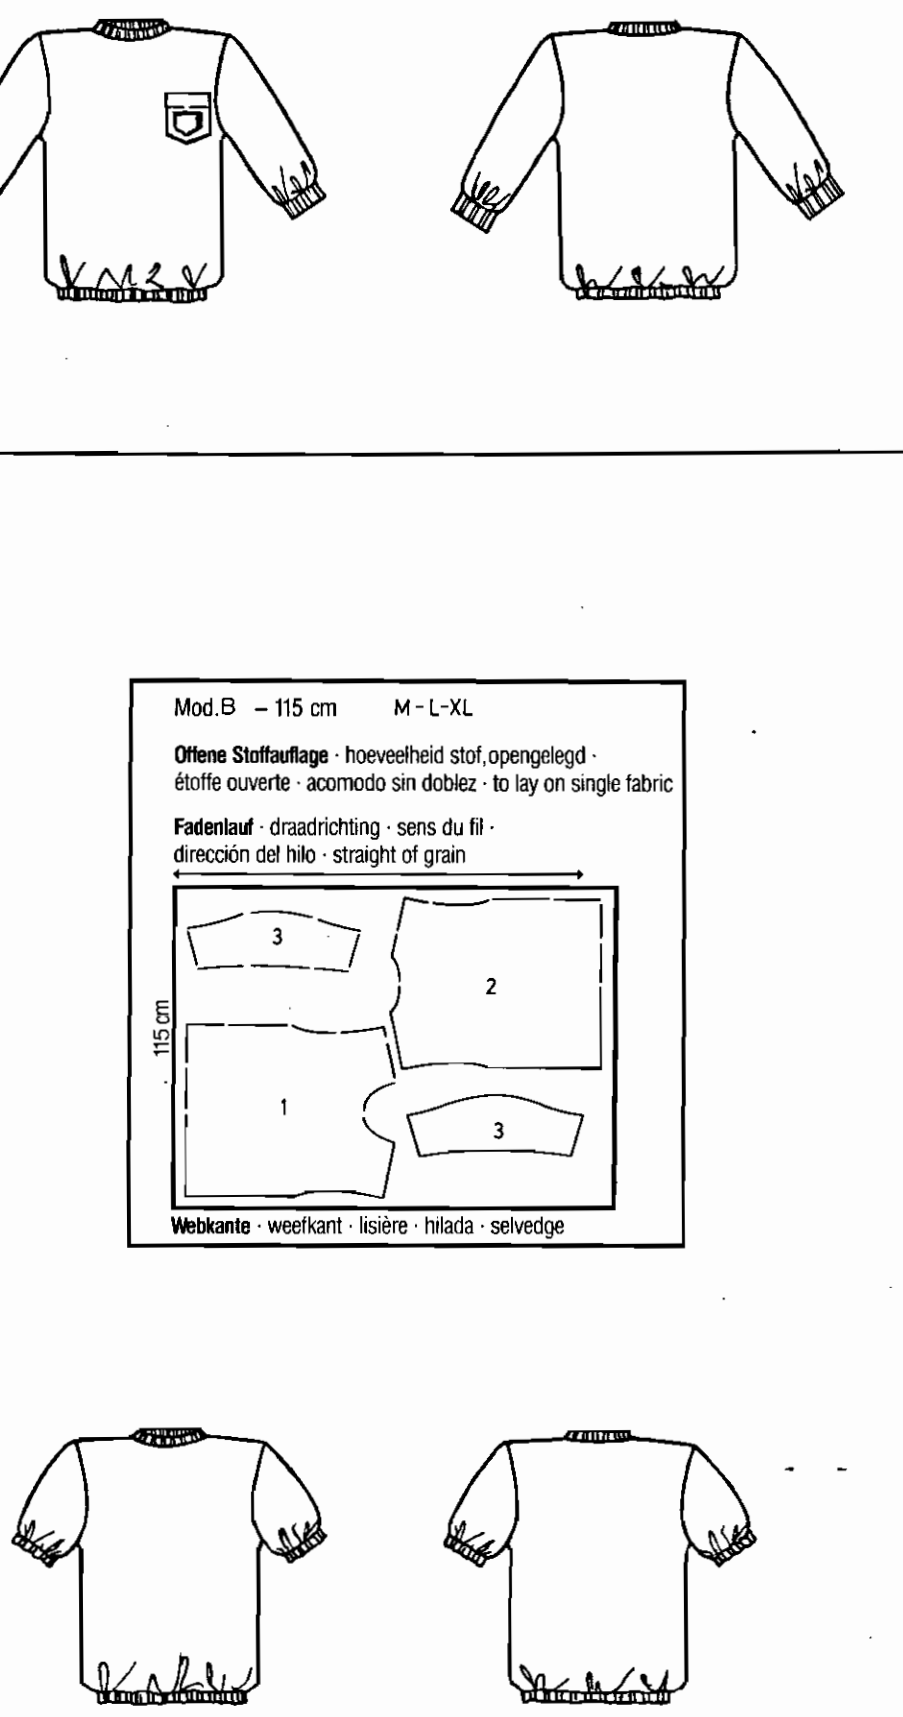 Mod.B – 115 cm M-L-XL
Offene Stoffauflage · hoeveelheid stof, opengelegd ·
étoffe ouverte · acomodo sin doblez · to lay on single fabric
Fadenlauf · draadrichting · sens du fil ·
dirección del hilo · straight of grain
3
2
115 cm
1
3
Webkante · weefkant · lisière · hilada · selvedge